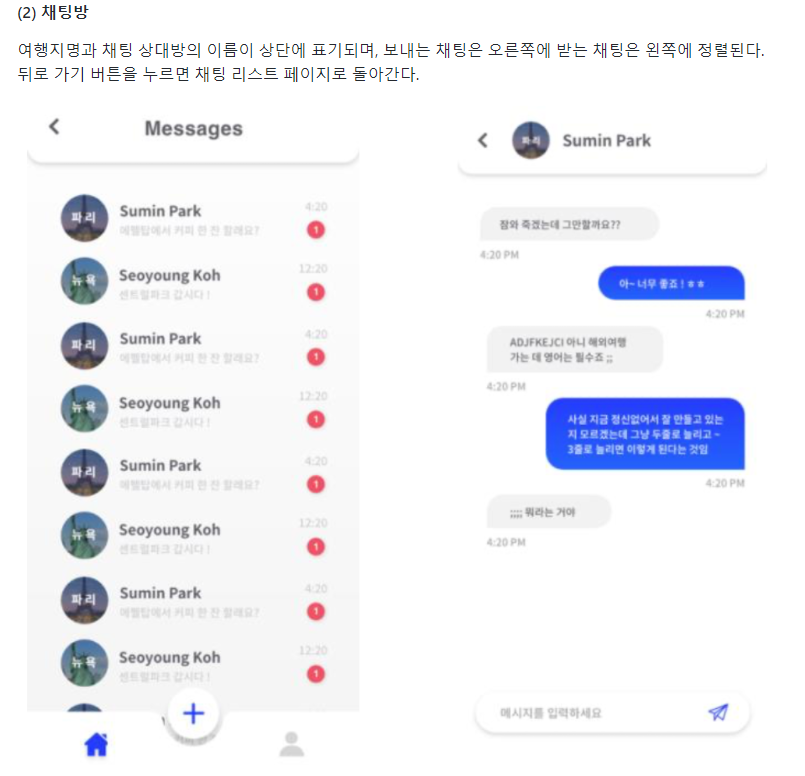 (2) 채팅방
여행지명과 채팅 상대방의 이름이 상단에 표기되며, 보내는 채팅은 오른쪽에 받는 채팅은 왼쪽에 정렬된다.
뒤로 가기 버튼을 누르면 채팅 리스트 페이지로 돌아간다.
Messages
파리
Sumin Park
4:20
에펠탑에서 커피 한 잔 할래요?
1
뉴욕
Seoyoung Koh
12:20
센트럴파크 갑시다 !
1
파리
Sumin Park
4:20
에펠탑에서 커피 한 잔 할래요?
1
뉴욕
Seoyoung Koh
12:20
센트럴파크 갑시다 !
1
파리
Sumin Park
4:20
에펠탑에서 커피 한 잔 할래요?
1
뉴욕
Seoyoung Koh
12:20
센트럴파크 갑시다 !
1
파리
Sumin Park
4:20
에펠탑에서 커피 한 잔 할래요?
1
뉴욕
Seoyoung Koh
12:20
센트럴파크 갑시다 !
1
파리
Sumin Park
잠와 죽겠는데 그만할까요??
4:20 PM
아~ 너무 좋죠 ! ㅎㅎ
4:20 PM
ADJFKEJCI 아니 해외여행
가는 데 영어는 필수죠 ;;
4:20 PM
사실 지금 정신없어서 잘 만들고 있는
지 모르겠는데 그냥 두줄로 늘리고 ~
3줄로 늘리면 이렇게 된다는 것임
4:20 PM
;;;; 뭐라는 거야
4:20 PM
메시지를 입력하세요